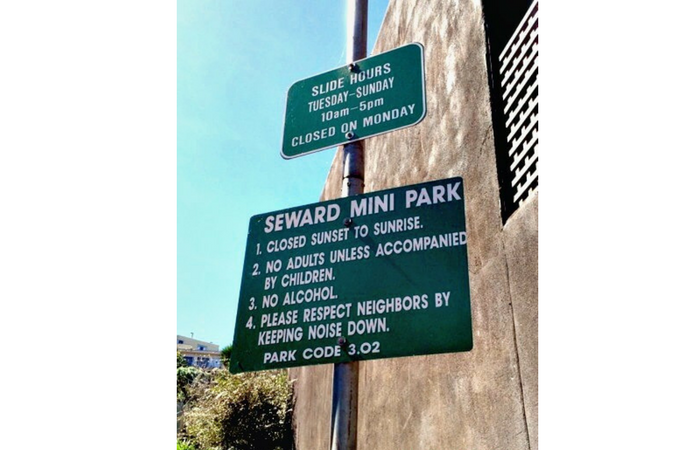 SLIDE HOURS
TUESDAY–SUNDAY
10am–5pm
CLOSED ON MONDAY
SEWARD MINI PARK
1. CLOSED SUNSET TO SUNRISE.
2. NO ADULTS UNLESS ACCOMPANIED
BY CHILDREN.
3. NO ALCOHOL.
4. PLEASE RESPECT NEIGHBORS BY
KEEPING NOISE DOWN.
PARK CODE 3.02